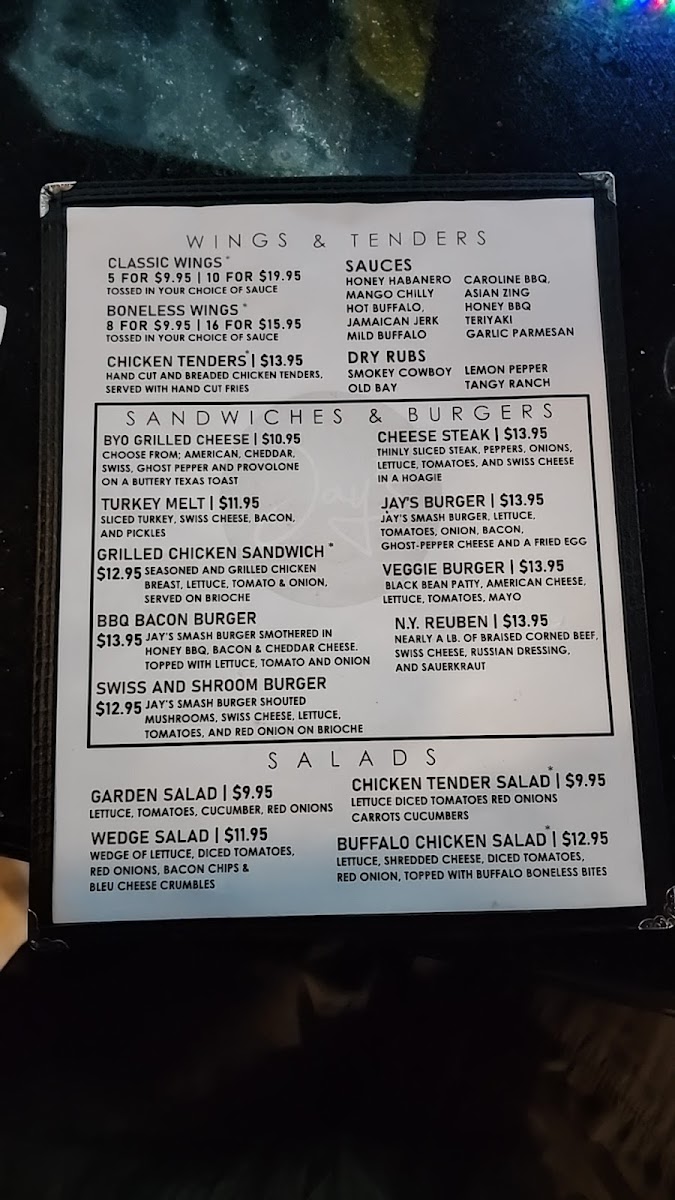 WINGS & TENDERS
CLASSIC WINGS *
5 FOR $9.95 | 10 FOR $19.95
TOSSED IN YOUR CHOICE OF SAUCE
BONELESS WINGS *
8 FOR $9.95 | 16 FOR $15.95
TOSSED IN YOUR CHOICE OF SAUCE
CHICKEN TENDERS* | $13.95
HAND CUT AND BREADED CHICKEN TENDERS,
SERVED WITH HAND CUT FRIES
SAUCES
HONEY HABANERO
MANGO CHILLY
HOT BUFFALO,
JAMAICAN JERK
MILD BUFFALO
CAROLINE BBQ,
ASIAN ZING
HONEY BBQ
TERIYAKI
GARLIC PARMESAN
DRY RUBS
SMOKEY COWBOY
OLD BAY
LEMON PEPPER
TANGY RANCH
SANDWICHES & BURGERS
BYO GRILLED CHEESE | $10.95
CHOOSE FROM; AMERICAN, CHEDDAR,
SWISS, GHOST PEPPER AND PROVOLONE
ON A BUTTERY TEXAS TOAST
TURKEY MELT | $11.95
SLICED TURKEY, SWISS CHEESE, BACON,
AND PICKLES
GRILLED CHICKEN SANDWICH *
$12.95 SEASONED AND GRILLED CHICKEN
BREAST, LETTUCE, TOMATO & ONION,
SERVED ON BRIOCHE
BBQ BACON BURGER
$13.95 JAY'S SMASH BURGER SMOTHERED IN
HONEY BBQ, BACON & CHEDDAR CHEESE.
TOPPED WITH LETTUCE, TOMATO AND ONION
SWISS AND SHROOM BURGER
$12.95 JAY'S SMASH BURGER SHOUTED
MUSHROOMS, SWISS CHEESE, LETTUCE,
TOMATOES, AND RED ONION ON BRIOCHE
CHEESE STEAK | $13.95
THINLY SLICED STEAK, PEPPERS, ONIONS,
LETTUCE, TOMATOES, AND SWISS CHEESE
IN A HOAGIE
JAY'S BURGER | $13.95
JAY'S SMASH BURGER, LETTUCE,
TOMATOES, ONION, BACON,
GHOST-PEPPER CHEESE AND A FRIED EGG
VEGGIE BURGER | $13.95
BLACK BEAN PATTY, AMERICAN CHEESE,
LETTUCE, TOMATOES, MAYO
N.Y. REUBEN | $13.95
NEARLY A LB. OF BRAISED CORNED BEEF,
SWISS CHEESE, RUSSIAN DRESSING,
AND SAUERKRAUT
Jay's
SALADS
GARDEN SALAD | $9.95
LETTUCE, TOMATOES, CUCUMBER, RED ONIONS
WEDGE SALAD | $11.95
WEDGE OF LETTUCE, DICED TOMATOES,
RED ONIONS, BACON CHIPS &
BLEU CHEESE CRUMBLES
CHICKEN TENDER SALAD* | $9.95
LETTUCE DICED TOMATOES RED ONIONS
CARROTS CUCUMBERS
BUFFALO CHICKEN SALAD* | $12.95
LETTUCE, SHREDDED CHEESE, DICED TOMATOES,
RED ONION, TOPPED WITH BUFFALO BONELESS BITES